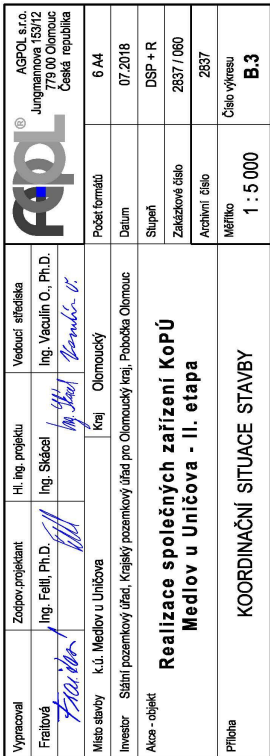 Vypracoval
Zodpov.projektant
Hl. ing. projektu
Vedoucí střediska
Fraitová
Ing. Feltl, Ph.D.
Ing. Skácel
Ing. Vaculín O., Ph.D.
AGPOL s.r.o.
Jungmannova 153/12
779 00 Olomouc
Česká republika
AGPOL ®
Místo stavby k.ú. Medlov u Uničova
Kraj Olomoucký
Počet formátů 6 A4
Investor Státní pozemkový úřad, Krajský pozemkový úřad pro Olomoucký kraj, Pobočka Olomouc
Datum 07.2018
Akce - objekt
Realizace společných zařízení KoPÚ
Medlov u Uničova - II. etapa
Stupeň DSP + R
Zakázkové číslo 2837 / 060
Archivní číslo 2837
Příloha
KOORDINAČNÍ SITUACE STAVBY
Měřítko
1 : 5 000
Číslo výkresu
B.3